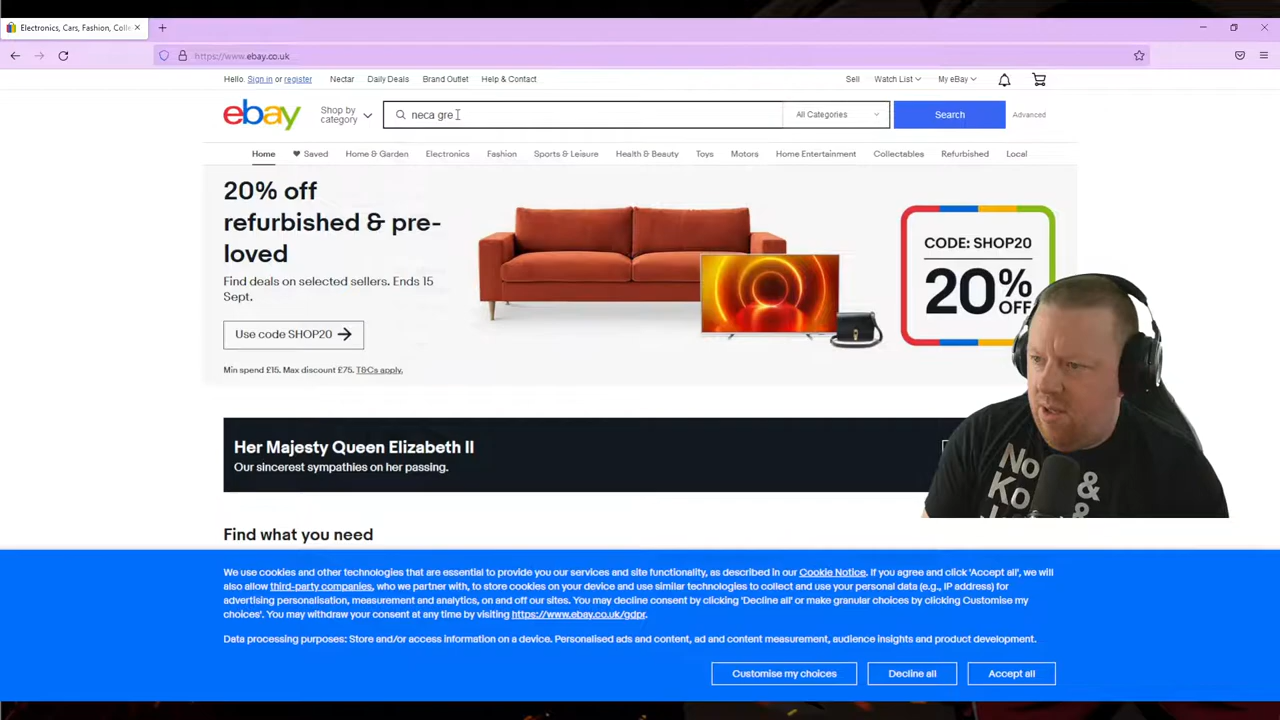 Electronics, Cars, Fashion, Colle
https://www.ebay.co.uk
Hello. Sign in or register Nectar Daily Deals Brand Outlet Help & Contact Sell Watch List My eBay
ebay Shop by category neca gre All Categories Search Advanced
Home Saved Home & Garden Electronics Fashion Sports & Leisure Health & Beauty Toys Motors Home Entertainment Collectables Refurbished Local
20% off
refurbished & pre-
loved
Find deals on selected sellers. Ends 15
Sept.
Use code SHOP20
Min spend £15. Max discount £75. T&Cs apply.
CODE: SHOP20
20%
OFF
Her Majesty Queen Elizabeth II
Our sincerest sympathies on her passing.
No &
Ko &
&
Find what you need
We use cookies and other technologies that are essential to provide you our services and site functionality, as described in our Cookie Notice. If you agree and click 'Accept all', we will
also allow third-party companies, who we partner with, to store cookies on your device and use similar technologies to collect and use your personal data (e.g., IP address) for
advertising personalisation, measurement and analytics, on and off our sites. You may decline consent by clicking 'Decline all' or make granular choices by clicking Customise my
choices'. You may withdraw your consent at any time by visiting https://www.ebay.co.uk/gdpr.
Data processing purposes: Store and/or access information on a device. Personalised ads and content, ad and content measurement, audience insights and product development.
Customise my choices Decline all Accept all